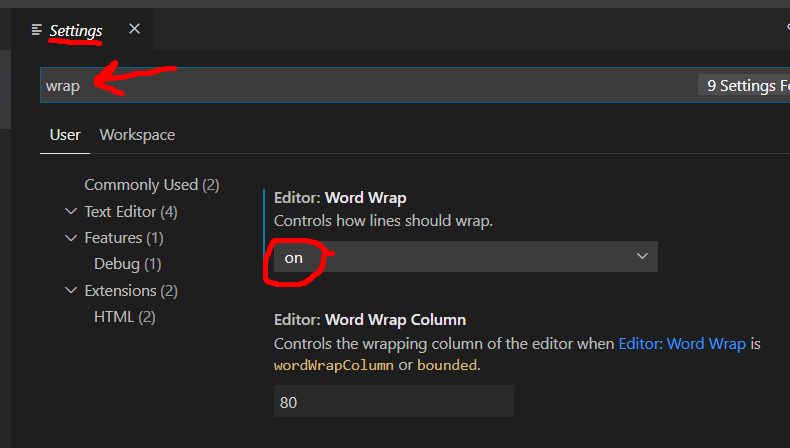 Settings
wrap
9 Settings Fo
User Workspace
Commonly Used (2)
Text Editor (4)
Features (1)
Debug (1)
Extensions (2)
HTML (2)
Editor: Word Wrap
Controls how lines should wrap.
on
Editor: Word Wrap Column
Controls the wrapping column of the editor when Editor: Word Wrap is
wordWrapColumn or bounded.
80